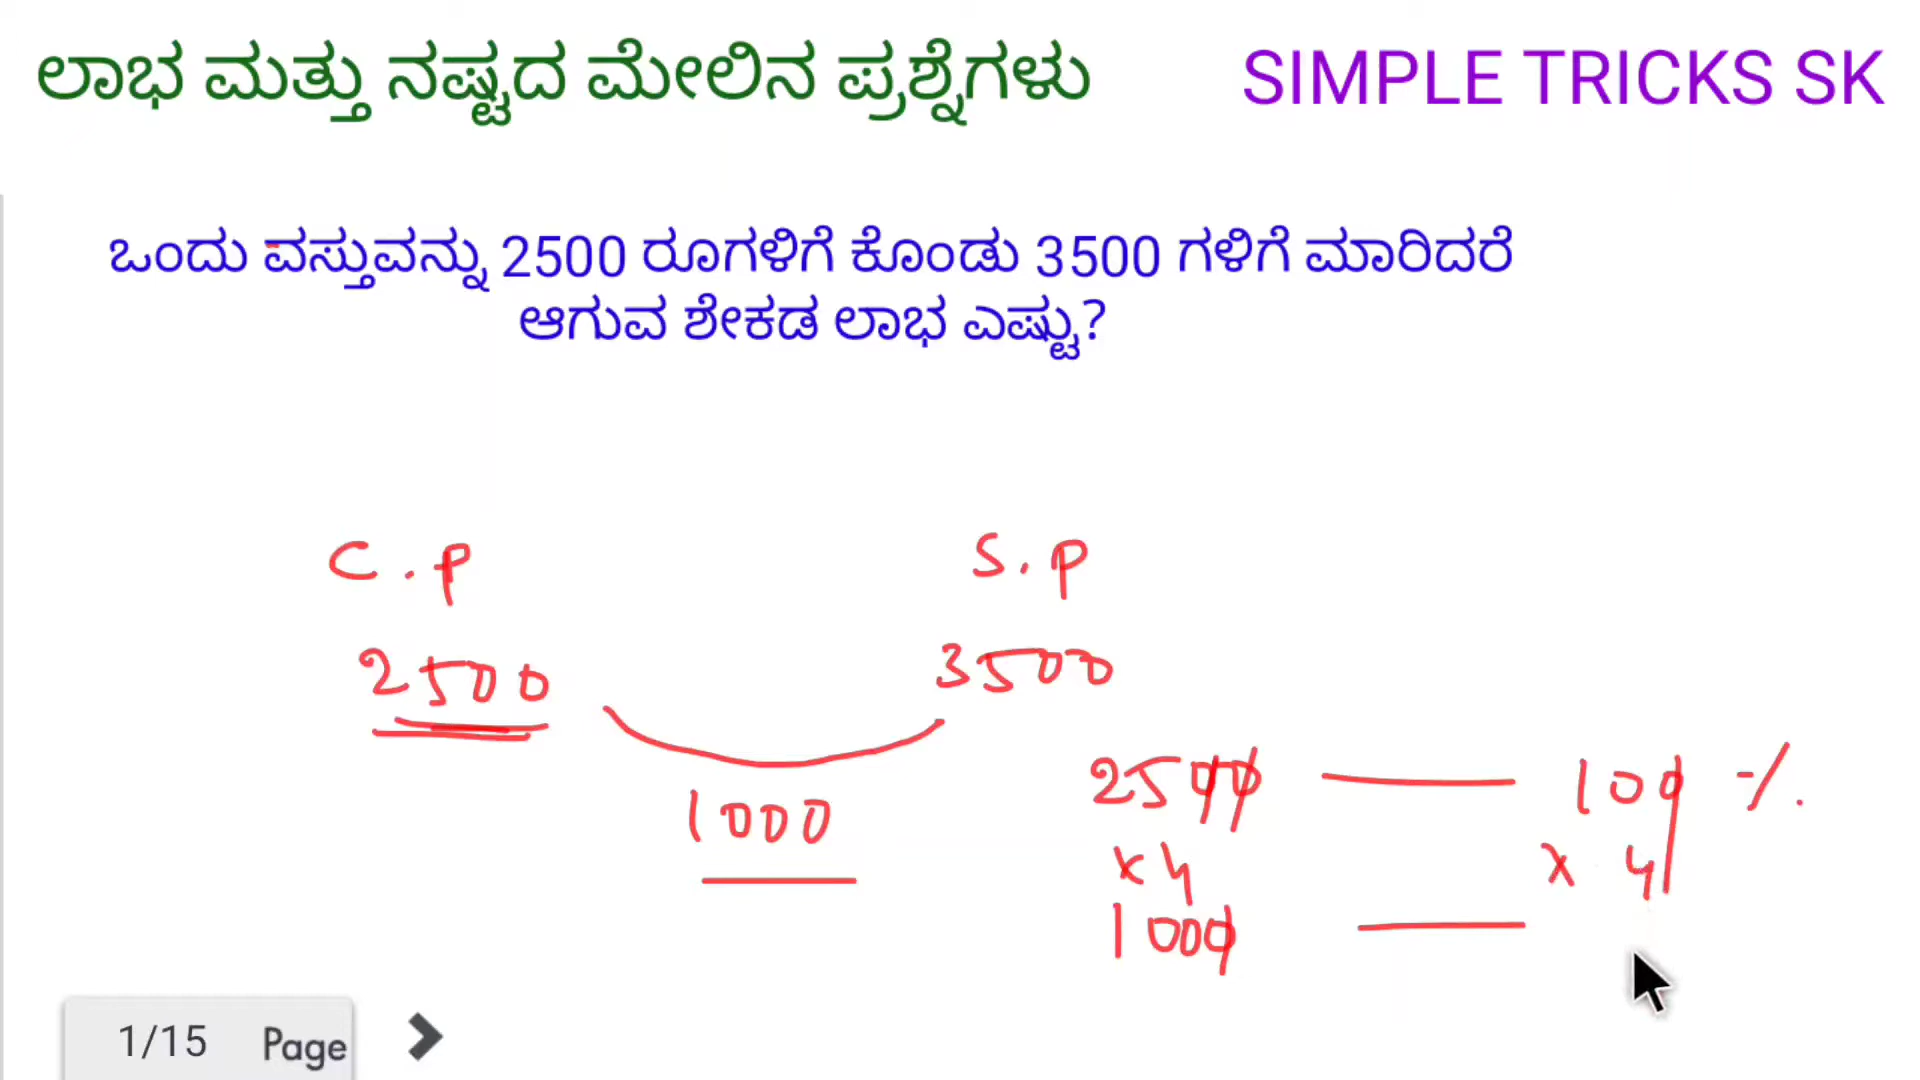 ಲಾಭ ಮತ್ತು ನಷ್ಟದ ಮೇಲಿನ ಪ್ರಶ್ನೆಗಳು SIMPLE TRICKS SK
ಒಂದು ವಸ್ತುವನ್ನು 2500 ರೂಗಳಿಗೆ ಕೊಂಡು 3500 ಗಳಿಗೆ ಮಾರಿದರೆ
ಆಗುವ ಶೇಕಡ ಲಾಭ ಎಷ್ಟು?
C.P S.P
2500 3500
1000
2500 — 100 %
x 4 x 4
1000 —
1/15 Page